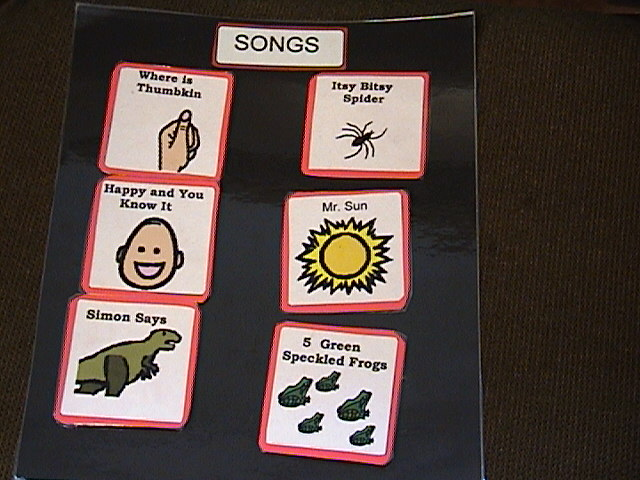 SONGS
Where is
Thumbkin
Itsy Bitsy
Spider
Happy and You
Know It
Mr. Sun
Simon Says
5 Green
Speckled Frogs